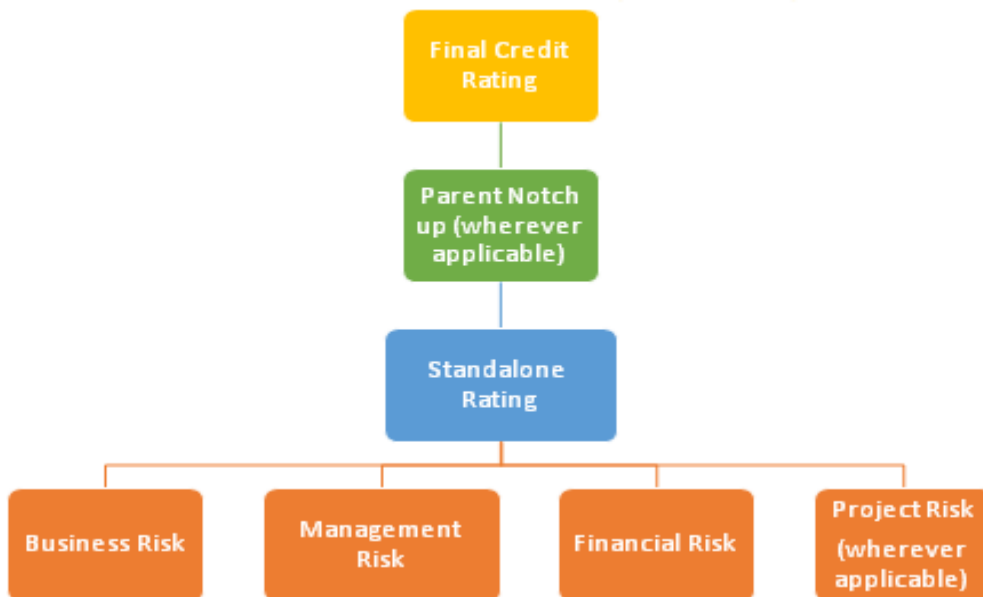 Final Credit
Rating
Parent Notch
up (wherever
applicable)
Standalone
Rating
Business Risk
Management
Risk
Financial Risk
Project Risk
(wherever
applicable)